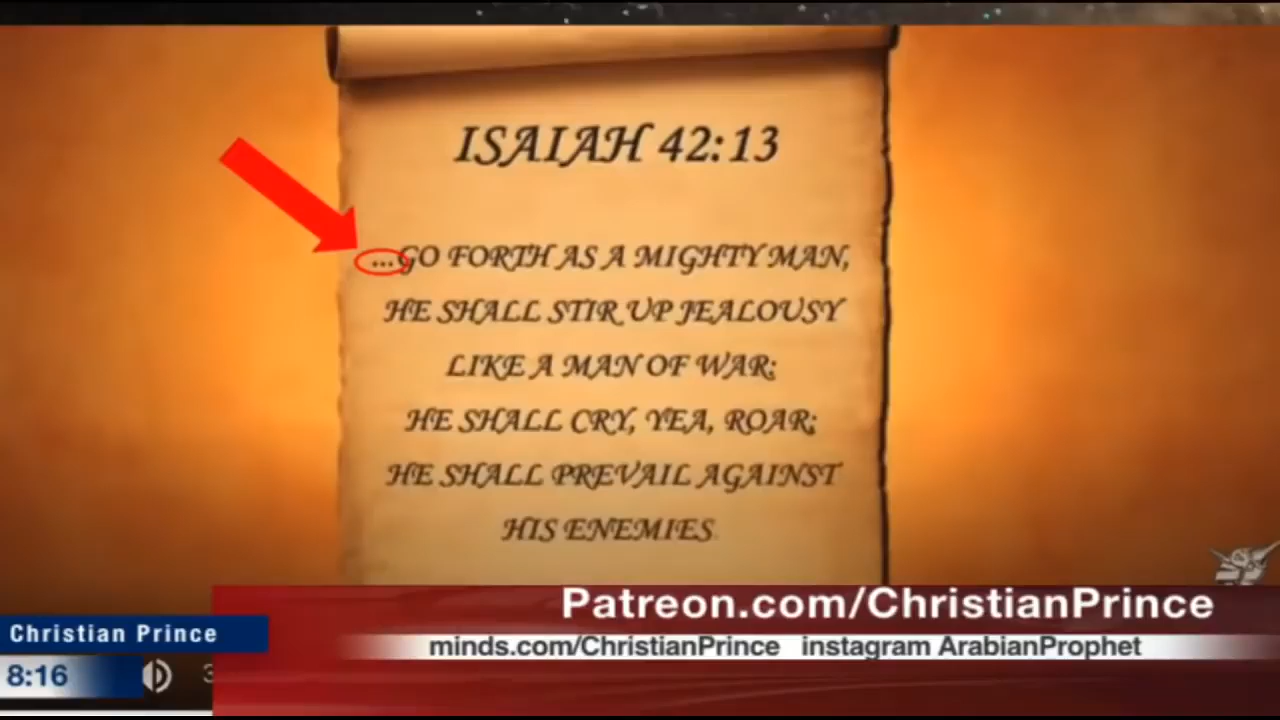 ISAIAH 42:13
...GO FORTH AS A MIGHTY MAN,
HE SHALL STIR UP JEALOUSY
LIKE A MAN OF WAR:
HE SHALL CRY, YEA, ROAR;
HE SHALL PREVAIL AGAINST
HIS ENEMIES.
Patreon.com/ChristianPrince
Christian Prince
minds.com/ChristianPrince instagram ArabianProphet
8:16
3